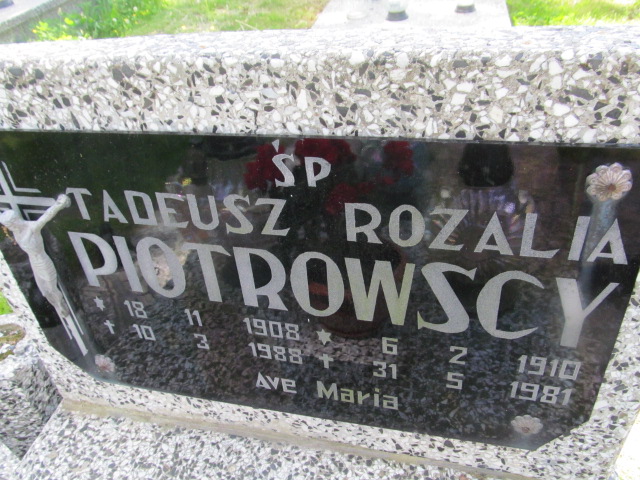 ŚP
TADEUSZ ROZALIA
PIOTROWSCY
* 18 11 1908 * 6 2 1910
† 10 3 1988 † 31 5 1981
Ave Maria